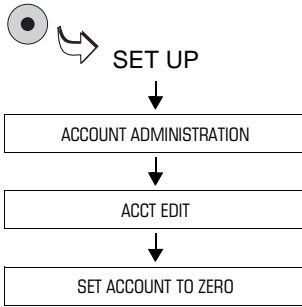 SET UP
ACCOUNT ADMINISTRATION
ACCT EDIT
SET ACCOUNT TO ZERO